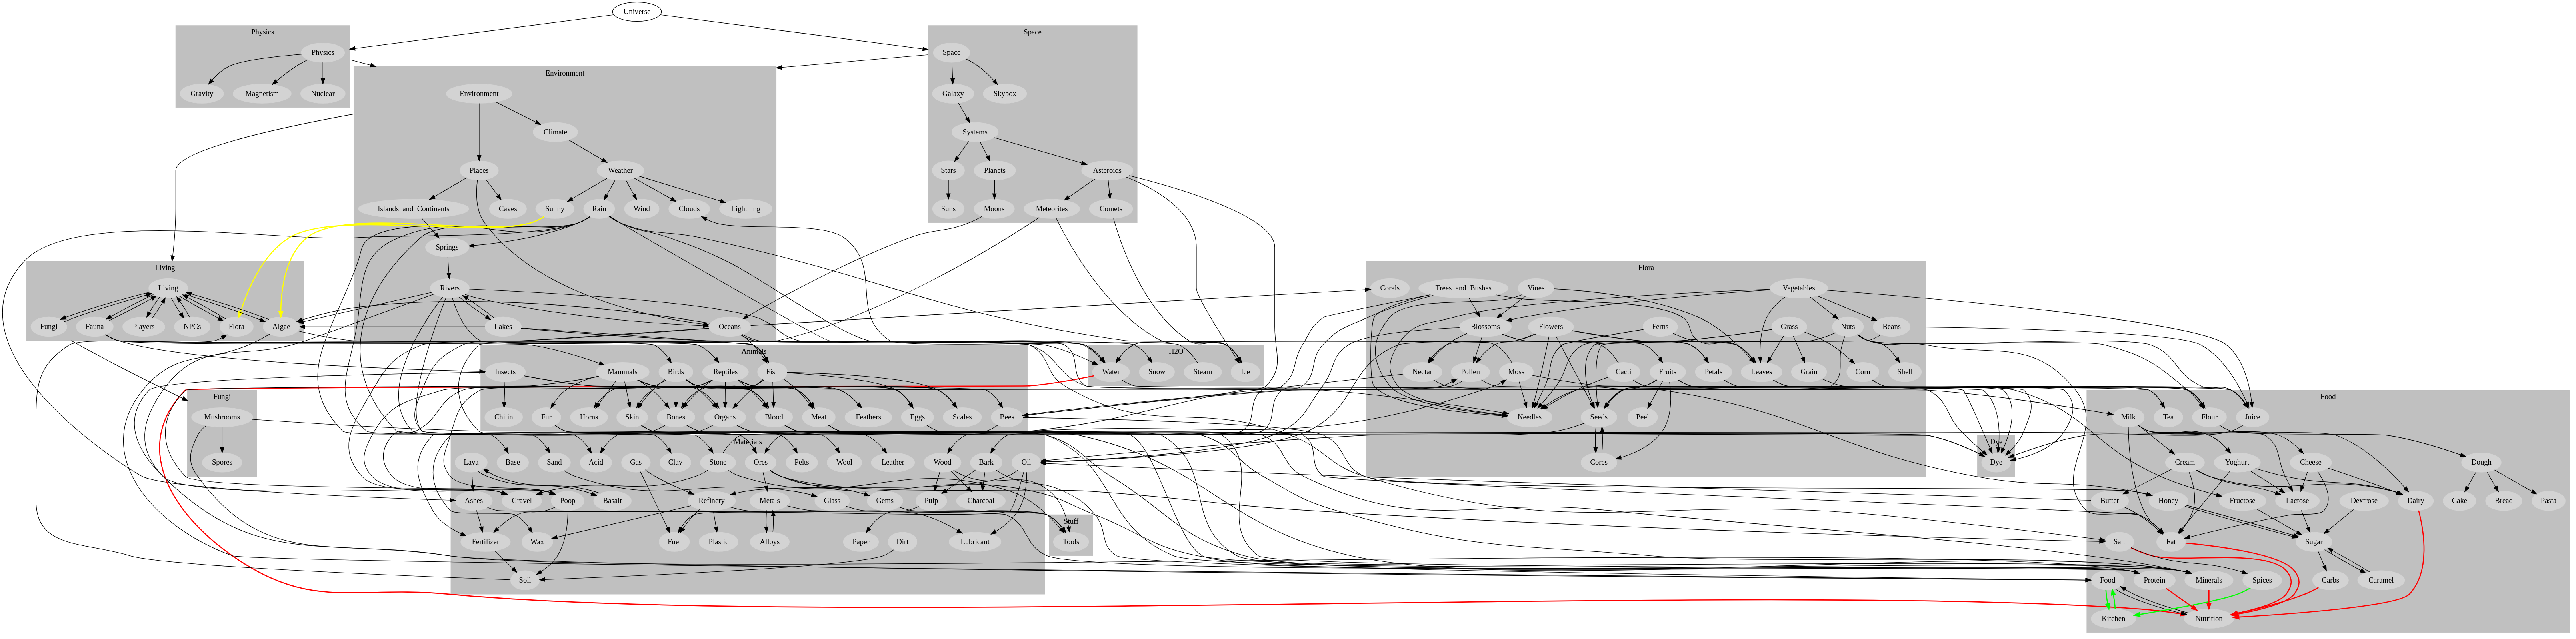 Universe
Physics
Space
Physics
Space
Environment
Gravity
Magnetism
Nuclear
Environment
Galaxy
Skybox
Climate
Systems
Places
Weather
Stars
Planets
Asteroids
Islands_and_Continents
Caves
Sunny
Rain
Wind
Clouds
Lightning
Suns
Moons
Meteorites
Comets
Springs
Living
Flora
Living
Rivers
Corals
Trees_and_Bushes
Vines
Vegetables
Fungi
Fauna
Players
NPCs
Flora
Algae
Lakes
Oceans
Blossoms
Flowers
Ferns
Grass
Nuts
Beans
Animals
H2O
Insects
Mammals
Birds
Reptiles
Fish
Water
Snow
Steam
Ice
Nectar
Pollen
Moss
Cacti
Fruits
Petals
Leaves
Grain
Corn
Shell
Fungi
Food
Mushrooms
Chitin
Fur
Horns
Skin
Bones
Organs
Blood
Meat
Feathers
Eggs
Scales
Bees
Needles
Seeds
Peel
Milk
Tea
Flour
Juice
Materials
Dye
Spores
Lava
Base
Sand
Acid
Gas
Clay
Stone
Ores
Pelts
Wool
Leather
Wood
Bark
Oil
Cores
Dye
Cream
Yoghurt
Cheese
Dough
Ashes
Gravel
Poop
Basalt
Refinery
Metals
Glass
Gems
Pulp
Charcoal
Butter
Honey
Fructose
Lactose
Dextrose
Dairy
Cake
Bread
Pasta
Stuff
Fertilizer
Wax
Fuel
Plastic
Alloys
Paper
Dirt
Lubricant
Tools
Salt
Fat
Sugar
Soil
Food
Protein
Minerals
Spices
Carbs
Caramel
Kitchen
Nutrition